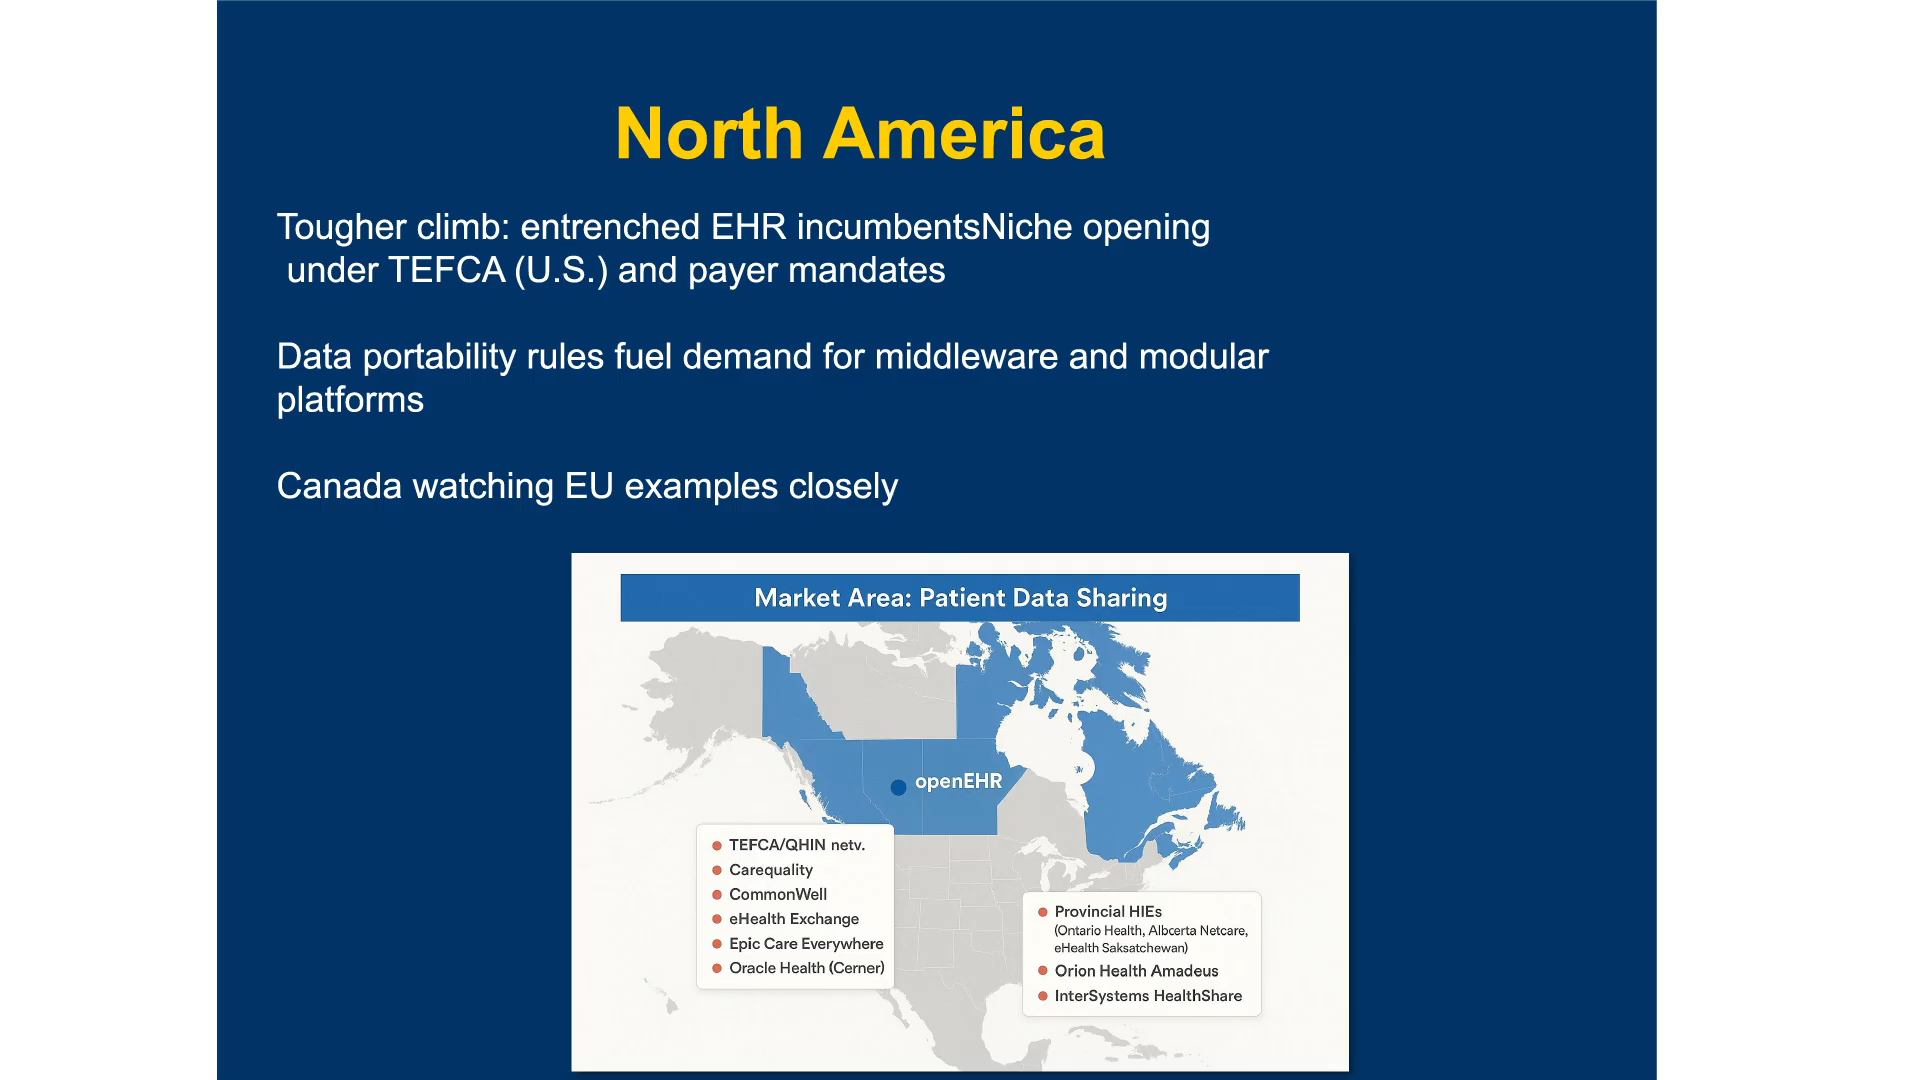 North America
Tougher climb: entrenched EHR incumbentsNiche opening
under TEFCA (U.S.) and payer mandates
Data portability rules fuel demand for middleware and modular
platforms
Canada watching EU examples closely
Market Area: Patient Data Sharing
openEHR
TEFCA/QHIN netv.
Carequality
CommonWell
eHealth Exchange
Epic Care Everywhere
Oracle Health (Cerner)
Provincial HIEs
(Ontario Health, Albcerta Netcare,
eHealth Saksatchewan)
Orion Health Amadeus
InterSystems HealthShare